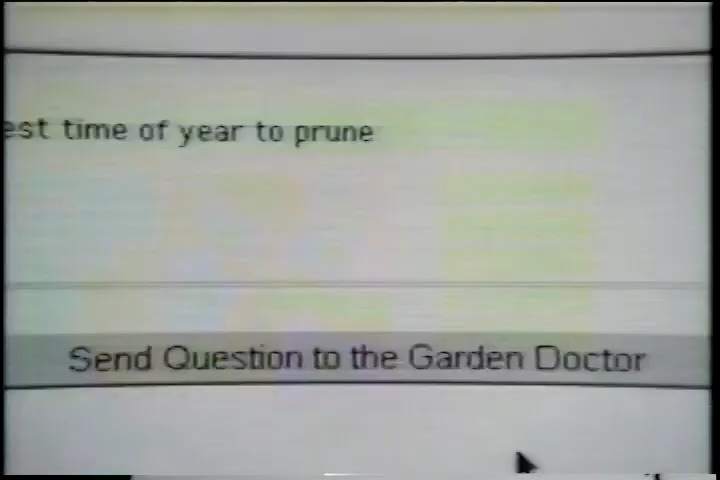 est time of year to prune
Send Question to the Garden Doctor